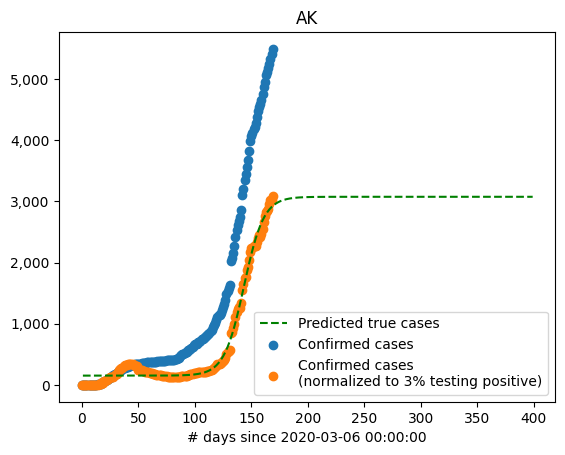 AK
5,000
4,000
3,000
2,000
1,000
0
0 50 100 150 200 250 300 350 400
# days since 2020-03-06 00:00:00
Predicted true cases
Confirmed cases
Confirmed cases
(normalized to 3% testing positive)